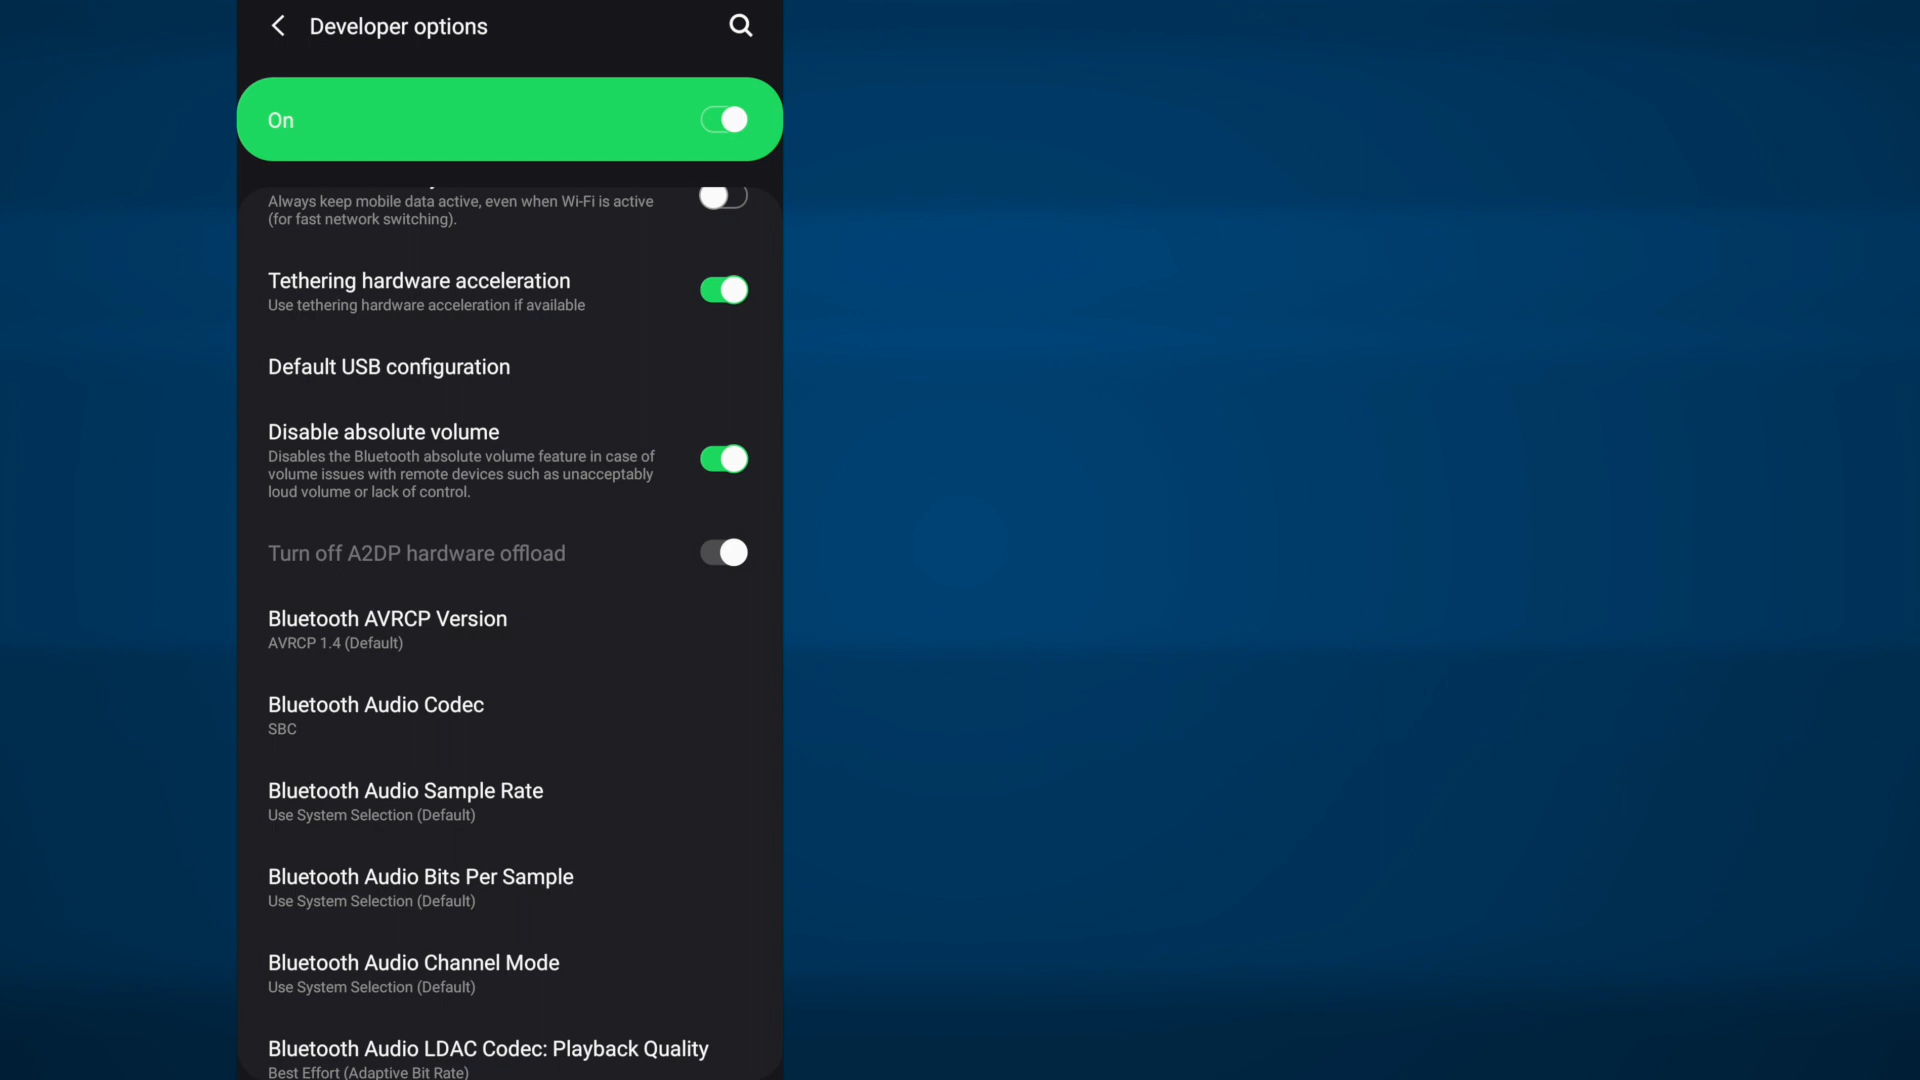 Developer options
On
Always keep mobile data active, even when Wi-Fi is active
(for fast network switching).
Tethering hardware acceleration
Use tethering hardware acceleration if available
Default USB configuration
Disable absolute volume
Disables the Bluetooth absolute volume feature in case of
volume issues with remote devices such as unacceptably
loud volume or lack of control.
Turn off A2DP hardware offload
Bluetooth AVRCP Version
AVRCP 1.4 (Default)
Bluetooth Audio Codec
SBC
Bluetooth Audio Sample Rate
Use System Selection (Default)
Bluetooth Audio Bits Per Sample
Use System Selection (Default)
Bluetooth Audio Channel Mode
Use System Selection (Default)
Bluetooth Audio LDAC Codec: Playback Quality
Best Effort (Adaptive Bit Rate)